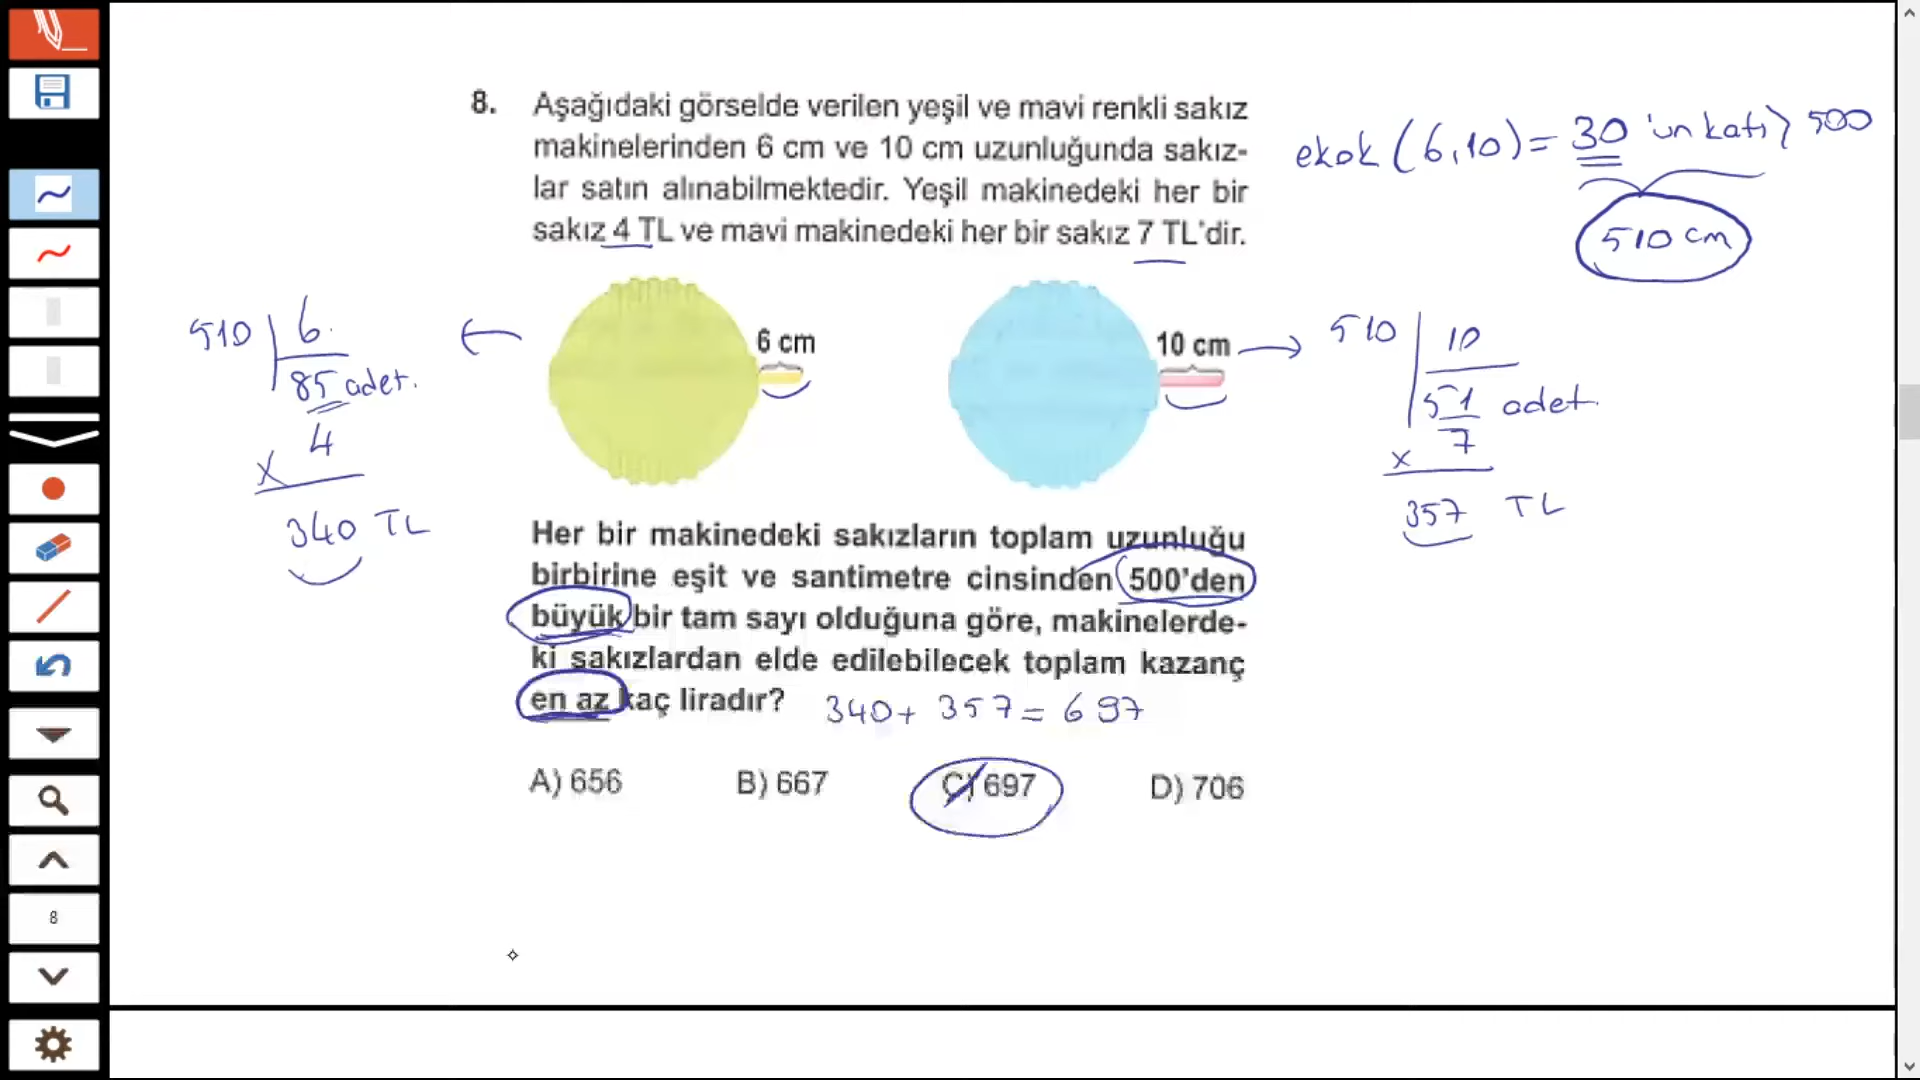 8. Aşağıdaki görselde verilen yeşil ve mavi renkli sakız
makinelerinden 6 cm ve 10 cm uzunluğunda sakız-
lar satın alınabilmektedir. Yeşil makinedeki her bir
sakız 4 TL ve mavi makinedeki her bir sakız 7 TL'dir.
ekok (6,10) = 30 'un katı > 500
510 cm
510 | 6
85 adet.
x 4
340 TL
6 cm
10 cm
510 | 10
51 adet.
x 7
357 TL
Her bir makinedeki sakızların toplam uzunluğu
birbirine eşit ve santimetre cinsinden 500'den
büyük bir tam sayı olduğuna göre, makinelerde-
ki sakızlardan elde edilebilecek toplam kazanç
en az kaç liradır?
340 + 357 = 697
A) 656 B) 667 C) 697 D) 706
8